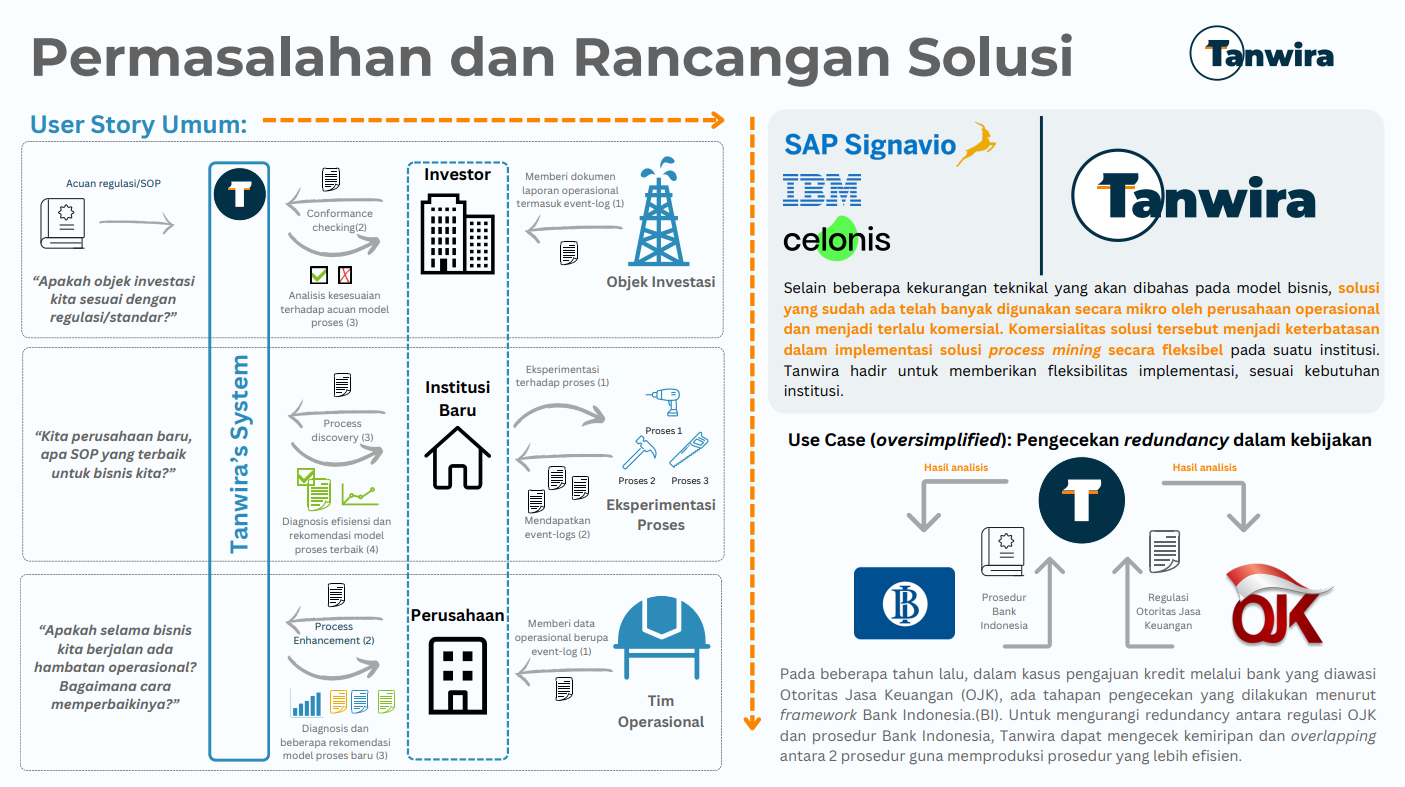 Permasalahan dan Rancangan Solusi
Tanwira
User Story Umum:
Acuan regulasi/SOP
“Apakah objek investasi
kita sesuai dengan
regulasi/standar?”
T
Conformance
checking(2)
Analisis kesesuaian
terhadap acuan model
proses (3)
Investor
Memberi dokumen
laporan operasional
termasuk event-log (1)
Objek Investasi
Tanwira's System
“Kita perusahaan baru,
apa SOP yang terbaik
untuk bisnis kita?”
Process
discovery (3)
Diagnosis efisiensi dan
rekomendasi model
proses terbaik (4)
Institusi
Baru
Eksperimentasi
terhadap proses (1)
Mendapatkan
event-logs (2)
Proses 1
Proses 2
Proses 3
Eksperimentasi
Proses
“Apakah selama bisnis
kita berjalan ada
hambatan operasional?
Bagaimana cara
memperbaikinya?”
Process
Enhancement (2)
Diagnosis dan
beberapa rekomendasi
model proses baru (3)
Perusahaan
Memberi data
operasional berupa
event-log (1)
Tim
Operasional
SAP Signavio
IBM
celonis
Tanwira
Selain beberapa kekurangan teknikal yang akan dibahas pada model bisnis, solusi
yang sudah ada telah banyak digunakan secara mikro oleh perusahaan operasional
dan menjadi terlalu komersial. Komersialitas solusi tersebut menjadi keterbatasan
dalam implementasi solusi process mining secara fleksibel pada suatu institusi.
Tanwira hadir untuk memberikan fleksibilitas implementasi, sesuai kebutuhan
institusi.
Use Case (oversimplified): Pengecekan redundancy dalam kebijakan
Hasil analisis
T
Hasil analisis
BI
Prosedur
Bank
Indonesia
Regulasi
Otoritas Jasa
Keuangan
OJK
Pada beberapa tahun lalu, dalam kasus pengajuan kredit melalui bank yang diawasi
Otoritas Jasa Keuangan (OJK), ada tahapan pengecekan yang dilakukan menurut
framework Bank Indonesia.(BI). Untuk mengurangi redundancy antara regulasi OJK
dan prosedur Bank Indonesia, Tanwira dapat mengecek kemiripan dan overlapping
antara 2 prosedur guna memproduksi prosedur yang lebih efisien.